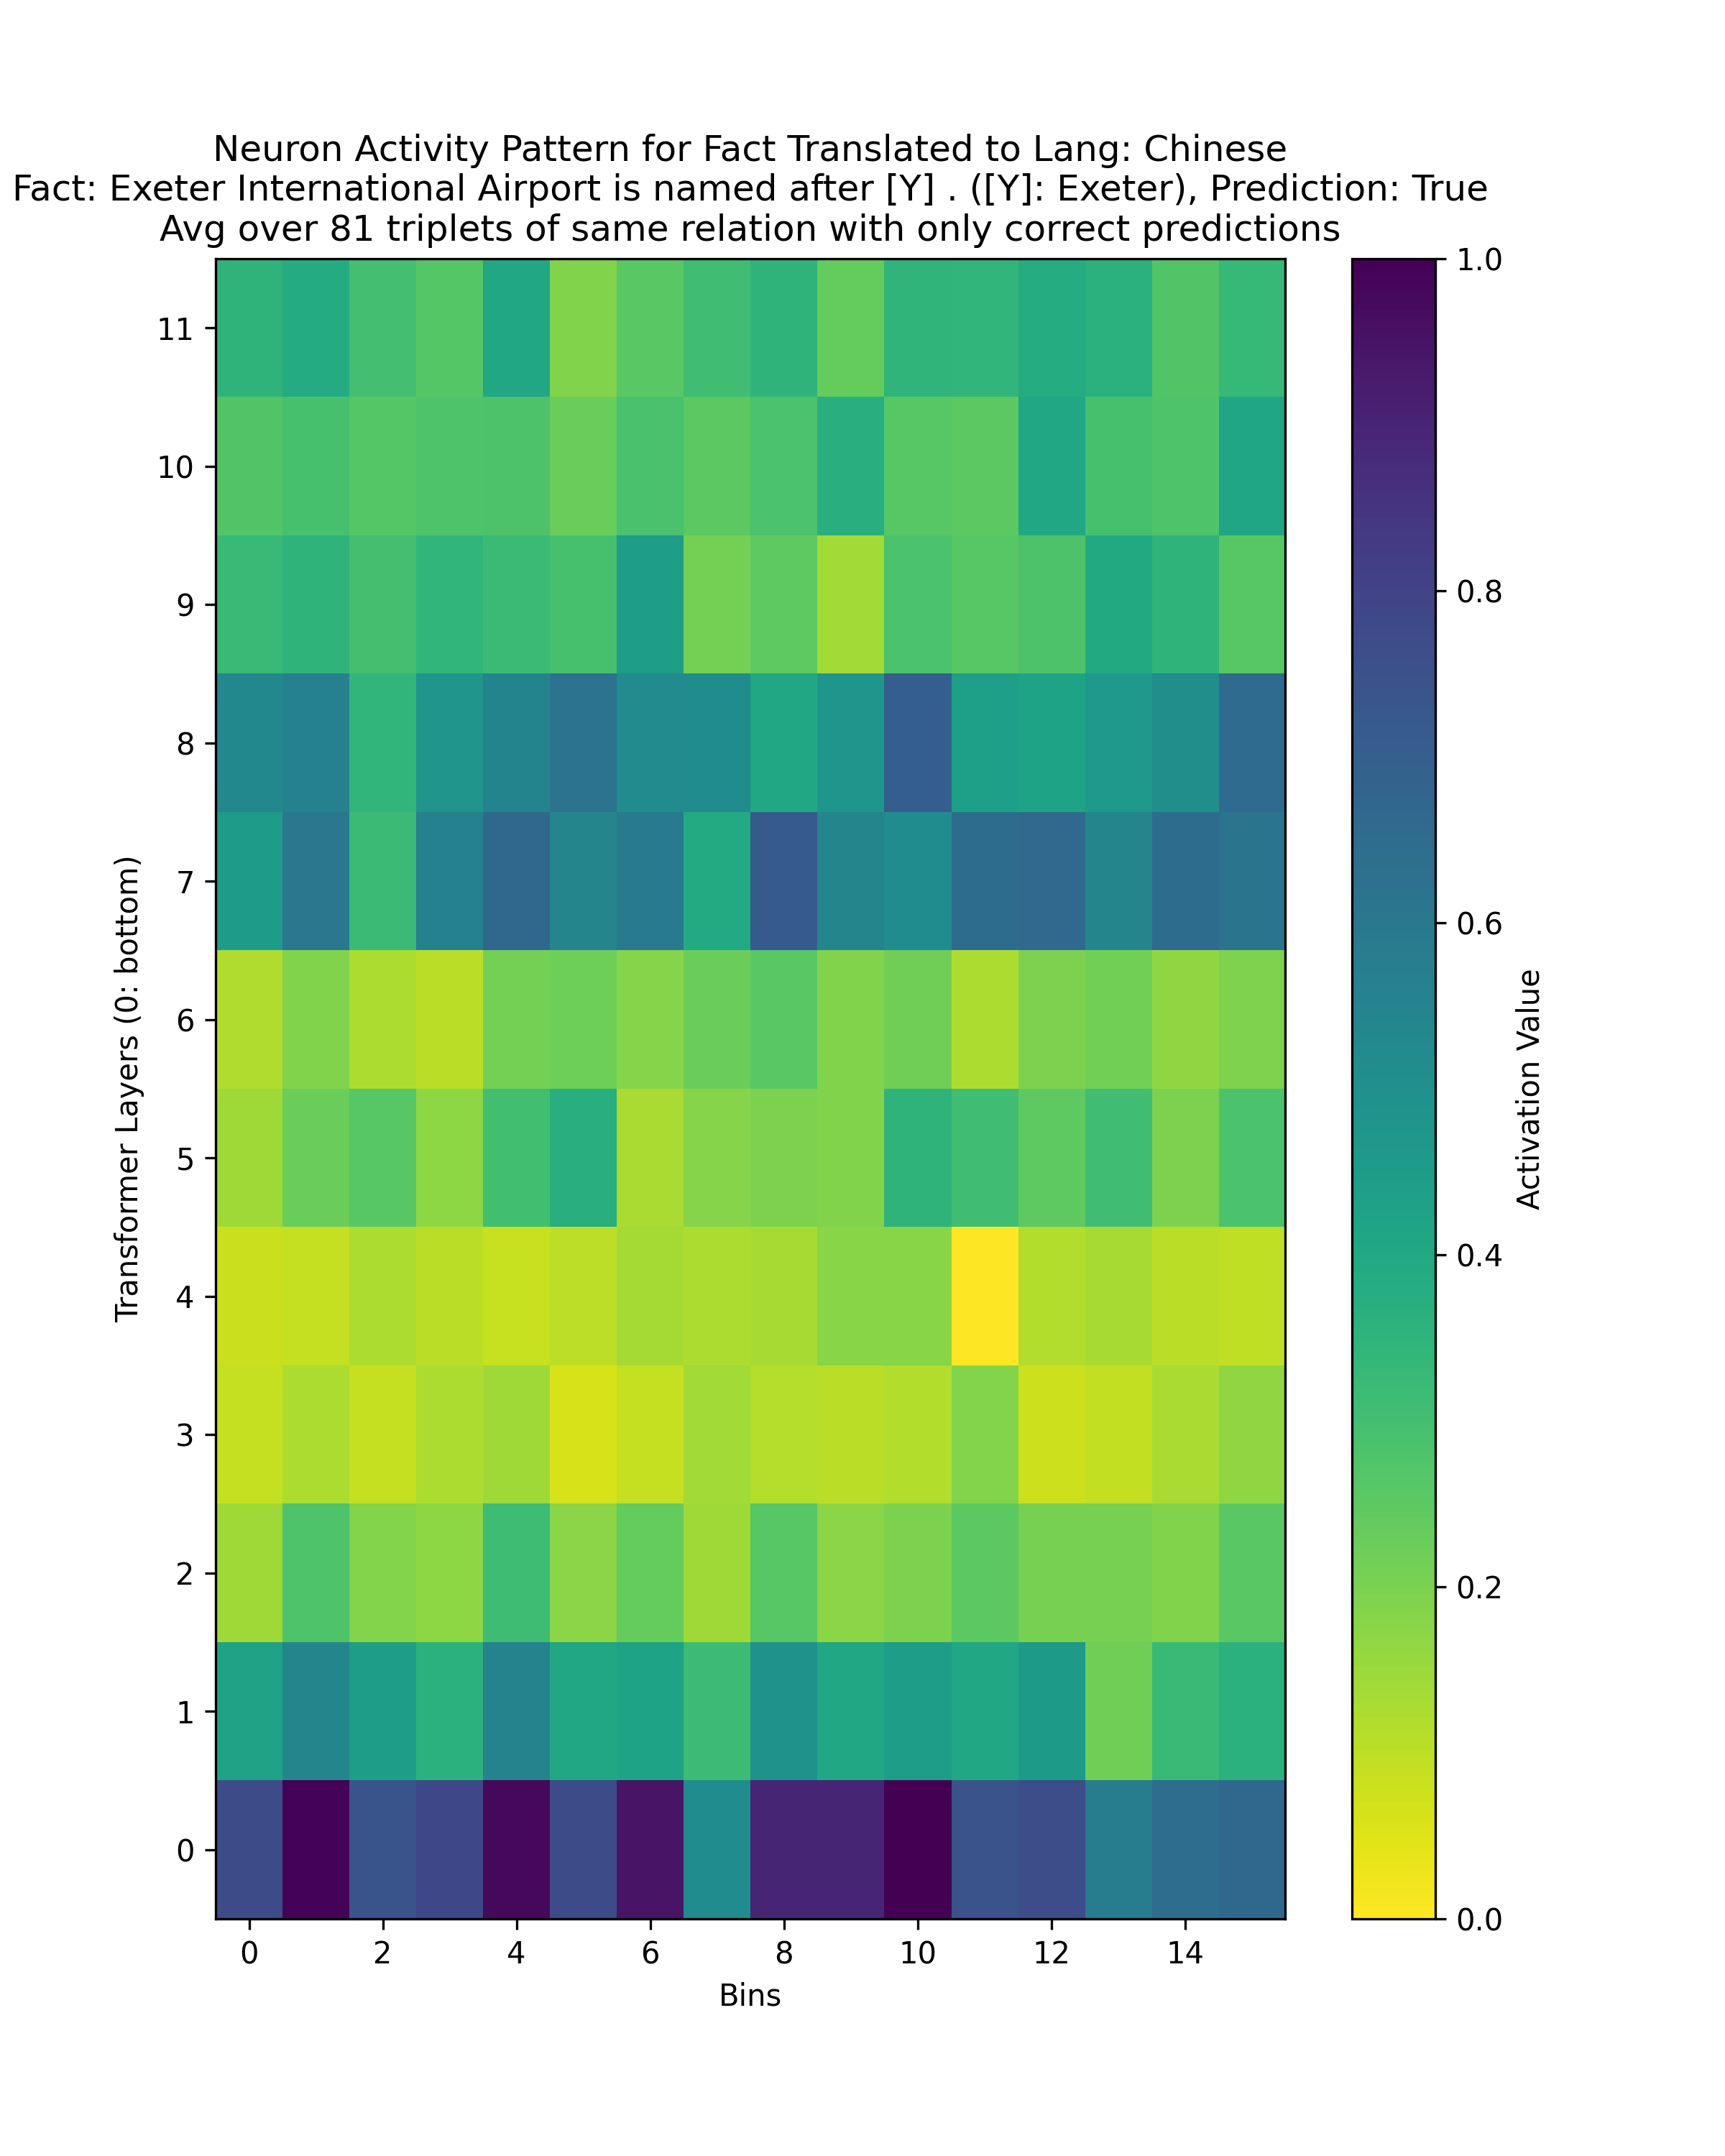 Neuron Activity Pattern for Fact Translated to Lang: Chinese
Fact: Exeter International Airport is named after [Y] . ([Y]: Exeter), Prediction: True
Avg over 81 triplets of same relation with only correct predictions
11
10
9
8
7
6
5
4
3
2
1
0
Transformer Layers (0: bottom)
0 2 4 6 8 10 12 14
Bins
1.0
0.8
0.6
0.4
0.2
0.0
Activation Value